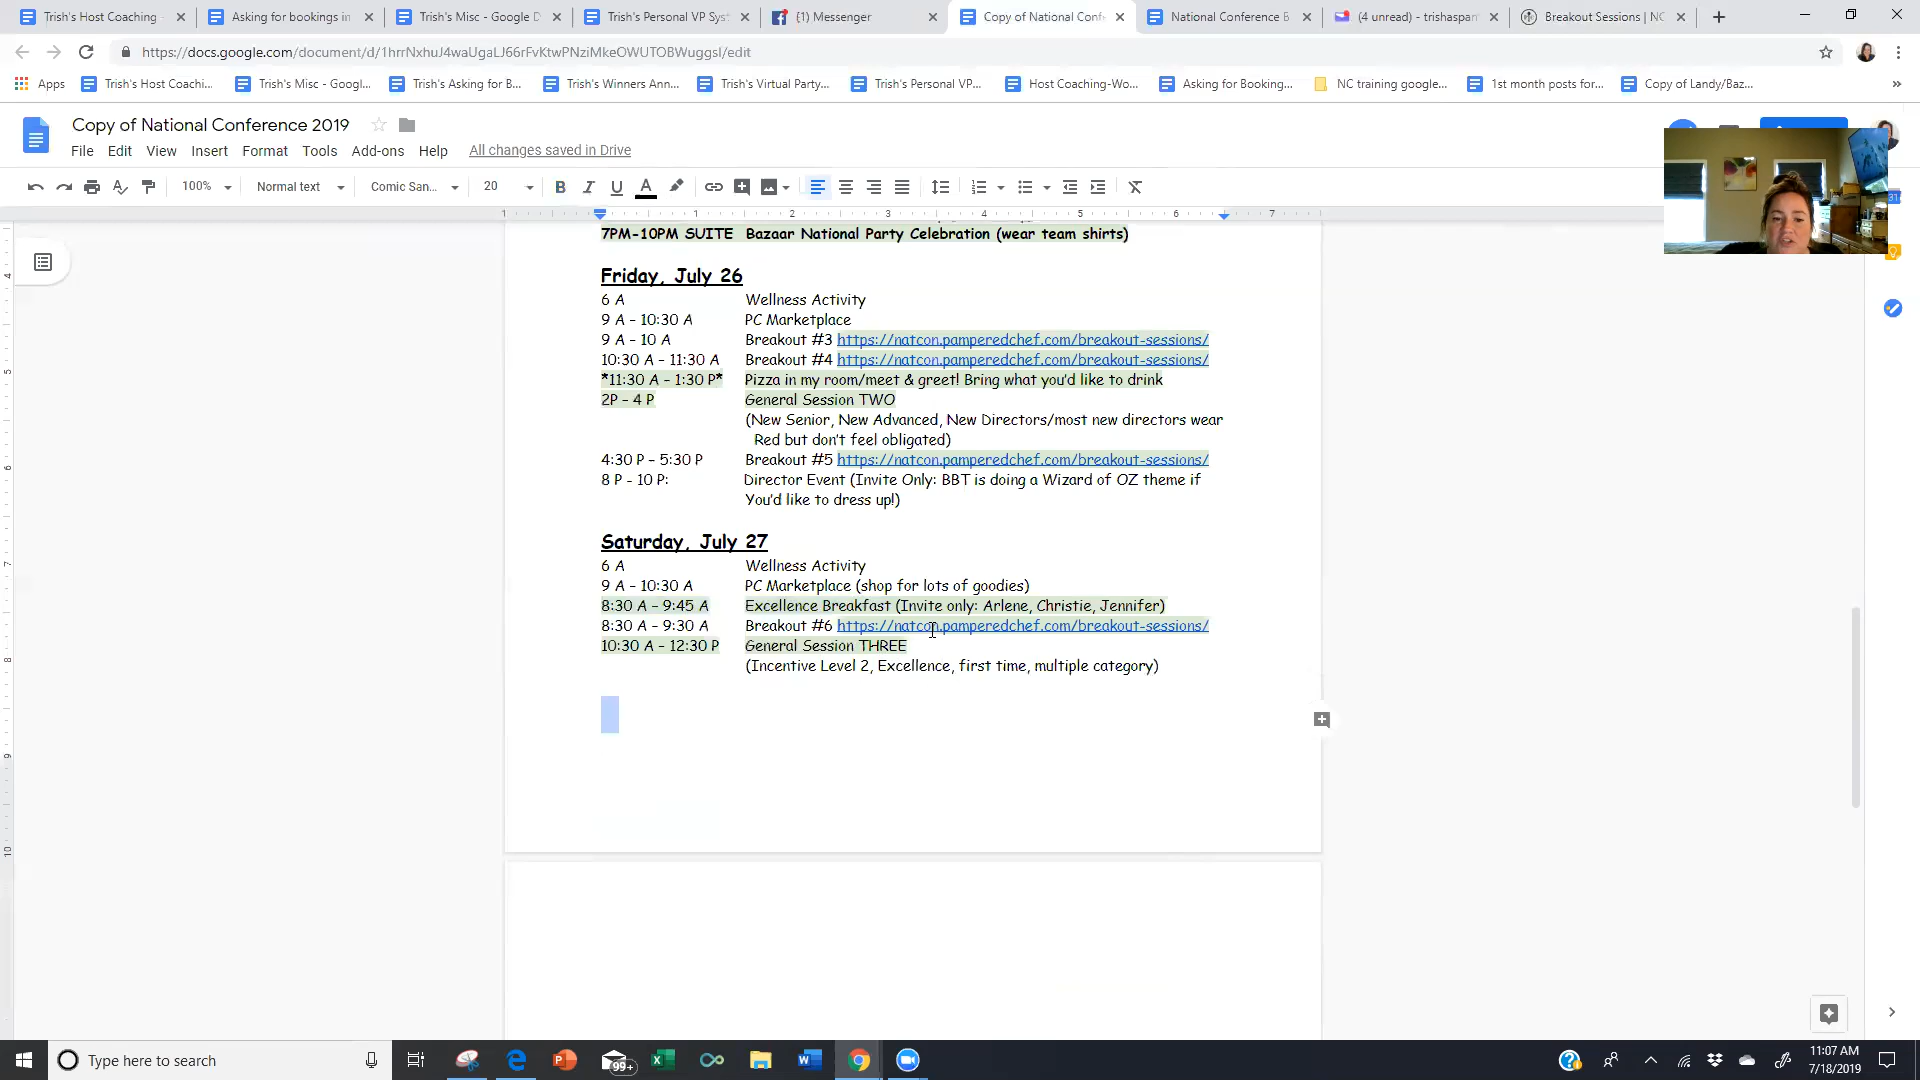 Trish's Host Coaching
Asking for bookings in
Trish's Misc - Google D
Trish's Personal VP Syst
(1) Messenger
Copy of National Confe
National Conference B
(4 unread) - trishaspam
Breakout Sessions | NC
https://docs.google.com/document/d/1hrrNxhuJ4waUgaLJ66rFvKtwPNziMkeOWUTOBWuggsI/edit
Apps
Trish's Host Coachi...
Trish's Misc - Googl...
Trish's Asking for B...
Trish's Winners Ann...
Trish's Virtual Party...
Trish's Personal VP...
Host Coaching-Wo...
Asking for Booking...
NC training google...
1st month posts for...
Copy of Landy/Baz...
Copy of National Conference 2019
File Edit View Insert Format Tools Add-ons Help All changes saved in Drive
100% Normal text Comic San... 20
7PM-10PM SUITE Bazaar National Party Celebration (wear team shirts)
Friday, July 26
6 A Wellness Activity
9 A – 10:30 A PC Marketplace
9 A – 10 A Breakout #3 https://natcon.pamperedchef.com/breakout-sessions/
10:30 A – 11:30 A Breakout #4 https://natcon.pamperedchef.com/breakout-sessions/
*11:30 A – 1:30 P* Pizza in my room/meet & greet! Bring what you'd like to drink
2P – 4 P General Session TWO
(New Senior, New Advanced, New Directors/most new directors wear
Red but don't feel obligated)
4:30 P – 5:30 P Breakout #5 https://natcon.pamperedchef.com/breakout-sessions/
8 P – 10 P: Director Event (Invite Only: BBT is doing a Wizard of OZ theme if
You'd like to dress up!)
Saturday, July 27
6 A Wellness Activity
9 A – 10:30 A PC Marketplace (shop for lots of goodies)
8:30 A – 9:45 A Excellence Breakfast (Invite only: Arlene, Christie, Jennifer)
8:30 A – 9:30 A Breakout #6 https://natcon.pamperedchef.com/breakout-sessions/
10:30 A – 12:30 P General Session THREE
(Incentive Level 2, Excellence, first time, multiple category)
Type here to search
99+
11:07 AM
7/18/2019